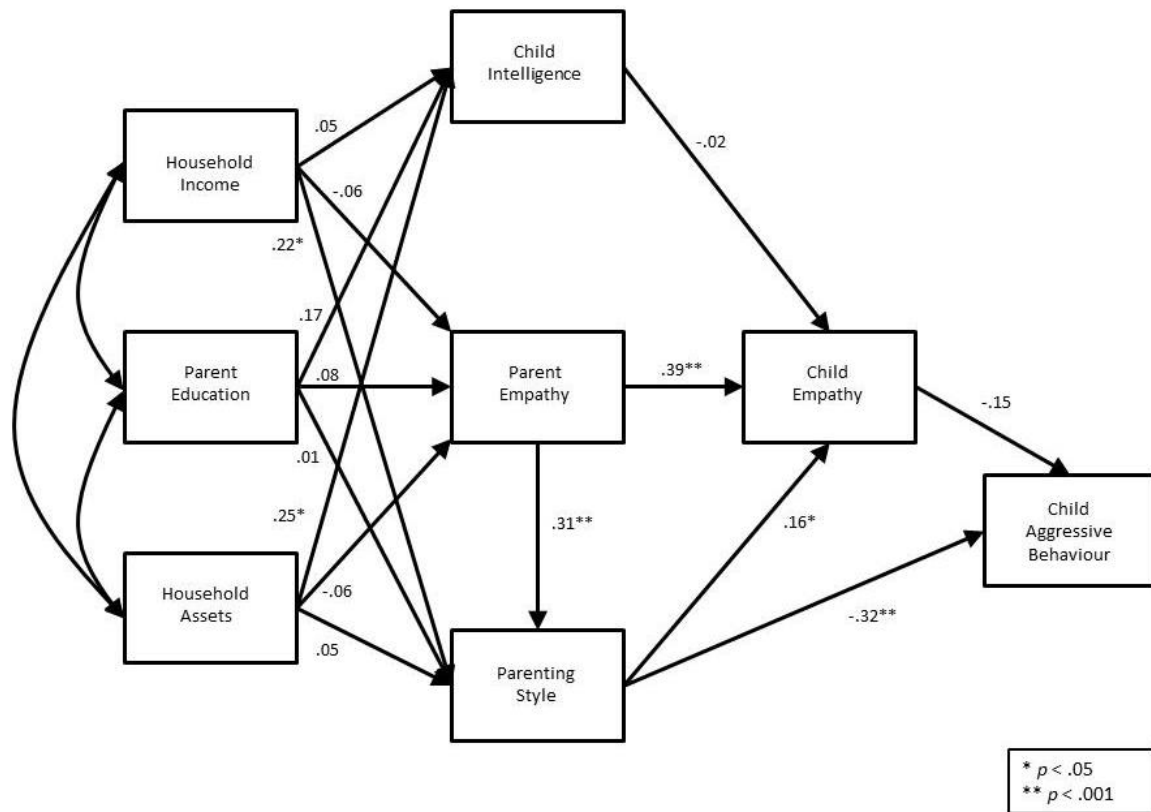 Child
Intelligence
.05
-.02
Household
Income
-.06
.22*
.17
Parent
Education
.08
Parent
Empathy
.39**
Child
Empathy
-.15
.01
.25*
.31**
.16*
Child
Aggressive
Behaviour
Household
Assets
-.06
-.32**
.05
Parenting
Style
* p < .05
** p < .001